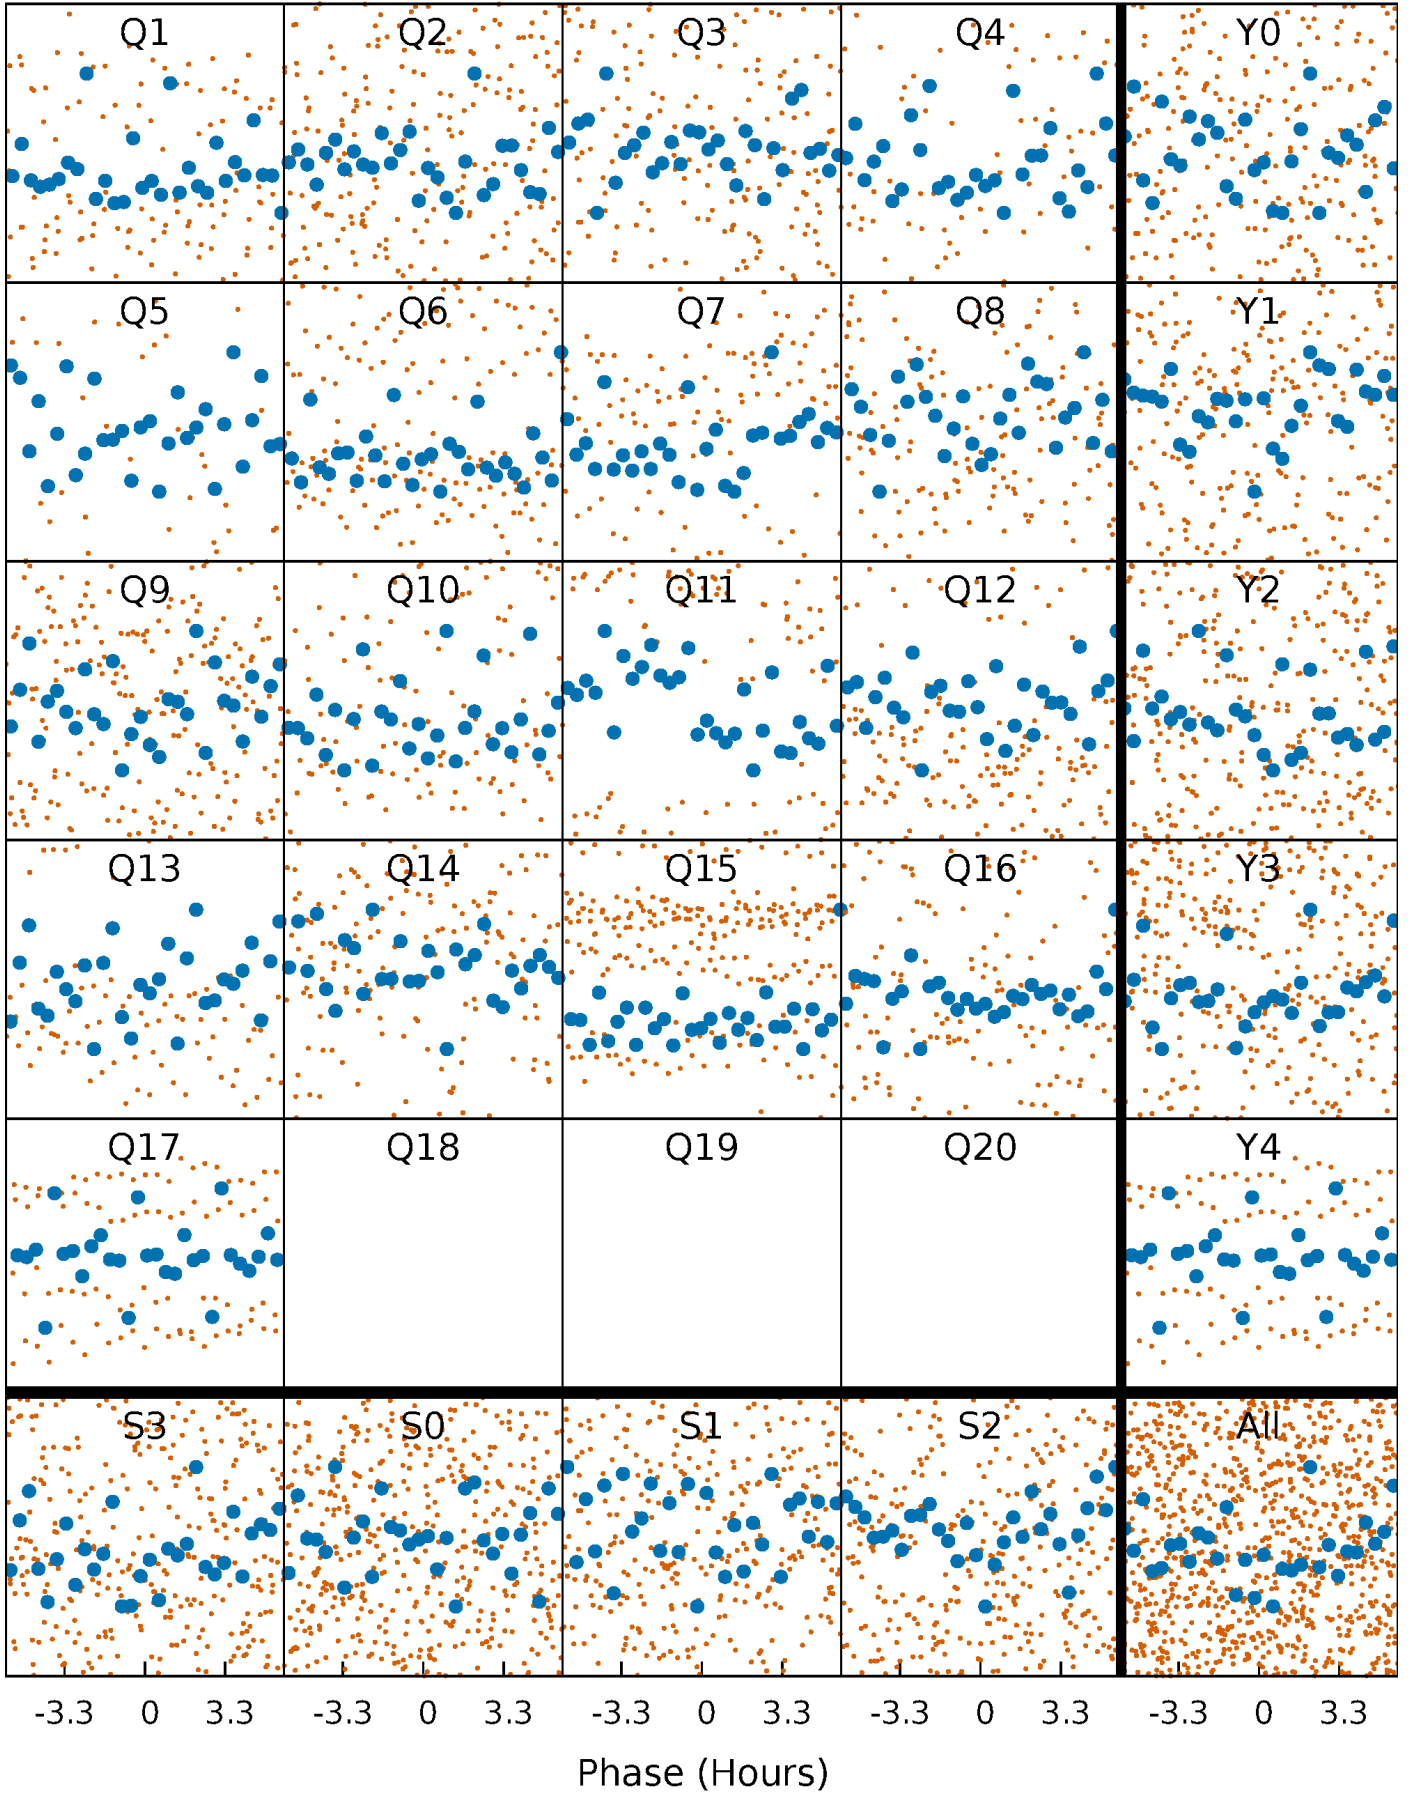 Q1 Q2 Q3 Q4 Y0
Q5 Q6 Q7 Q8 Y1
Q9 Q10 Q11 Q12 Y2
Q13 Q14 Q15 Q16 Y3
Q17 Q18 Q19 Q20 Y4
S3 S0 S1 S2 All
-3.3 0 3.3 -3.3 0 3.3 -3.3 0 3.3 -3.3 0 3.3 -3.3 0 3.3
Phase (Hours)